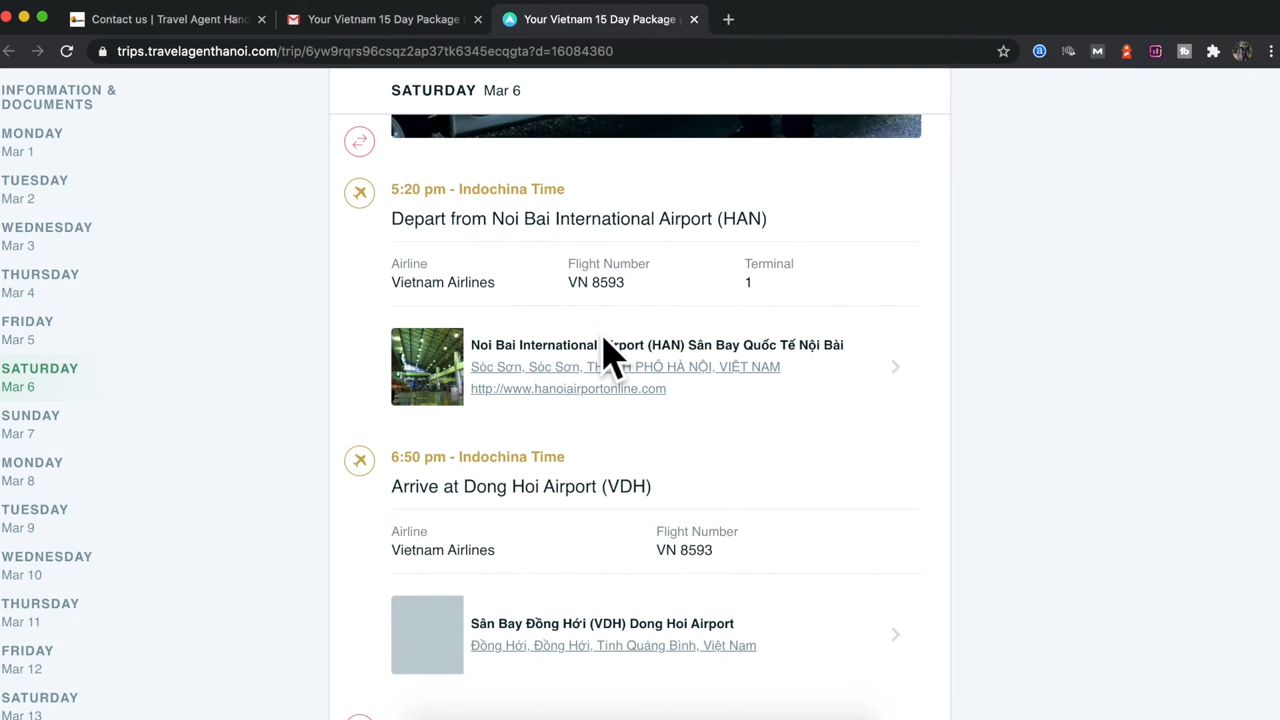 Contact us | Travel Agent Hano
Your Vietnam 15 Day Package
Your Vietnam 15 Day Package
trips.travelagenthanoi.com/trip/6yw9rqrs96csqz2ap37tk6345ecqgta?d=16084360
INFORMATION &
DOCUMENTS
MONDAY
Mar 1
TUESDAY
Mar 2
WEDNESDAY
Mar 3
THURSDAY
Mar 4
FRIDAY
Mar 5
SATURDAY
Mar 6
SUNDAY
Mar 7
MONDAY
Mar 8
TUESDAY
Mar 9
WEDNESDAY
Mar 10
THURSDAY
Mar 11
FRIDAY
Mar 12
SATURDAY
Mar 13
SATURDAY Mar 6
5:20 pm - Indochina Time
Depart from Noi Bai International Airport (HAN)
Airline Flight Number Terminal
Vietnam Airlines VN 8593 1
Noi Bai International (HAN) Sân Bay Quốc Tế Nội Bài
Sóc Sơn, Sóc Sơn, PHỐ HÀ NỘI, VIỆT NAM
http://www.hanoiairportonline.com
6:50 pm - Indochina Time
Arrive at Dong Hoi Airport (VDH)
Airline Flight Number
Vietnam Airlines VN 8593
Sân Bay Đồng Hới (VDH) Dong Hoi Airport
Đồng Hới, Đồng Hới, Tỉnh Quảng Bình, Việt Nam